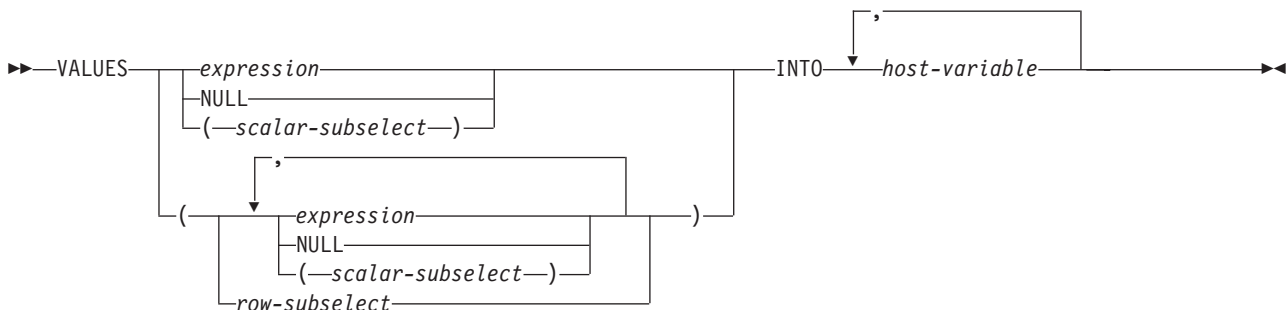 ,
VALUES expression INTO host-variable
NULL
(scalar-subselect)
,
( expression )
NULL
(scalar-subselect)
row-subselect